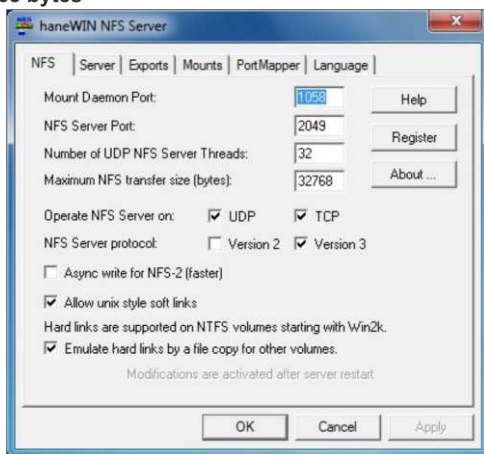 bytes
haneWIN NFS Server
NFS Server Exports Mounts PortMapper Language
Mount Daemon Port: 1058 Help
NFS Server Port: 2049 Register
Number of UDP NFS Server Threads: 32
Maximum NFS transfer size (bytes): 32768 About ...
Operate NFS Server on: UDP TCP
NFS Server protocol: Version 2 Version 3
Async write for NFS-2 (faster)
Allow unix style soft links
Hard links are supported on NTFS volumes starting with Win2k.
Emulate hard links by a file copy for other volumes.
Modifications are activated after server restart
OK Cancel Apply